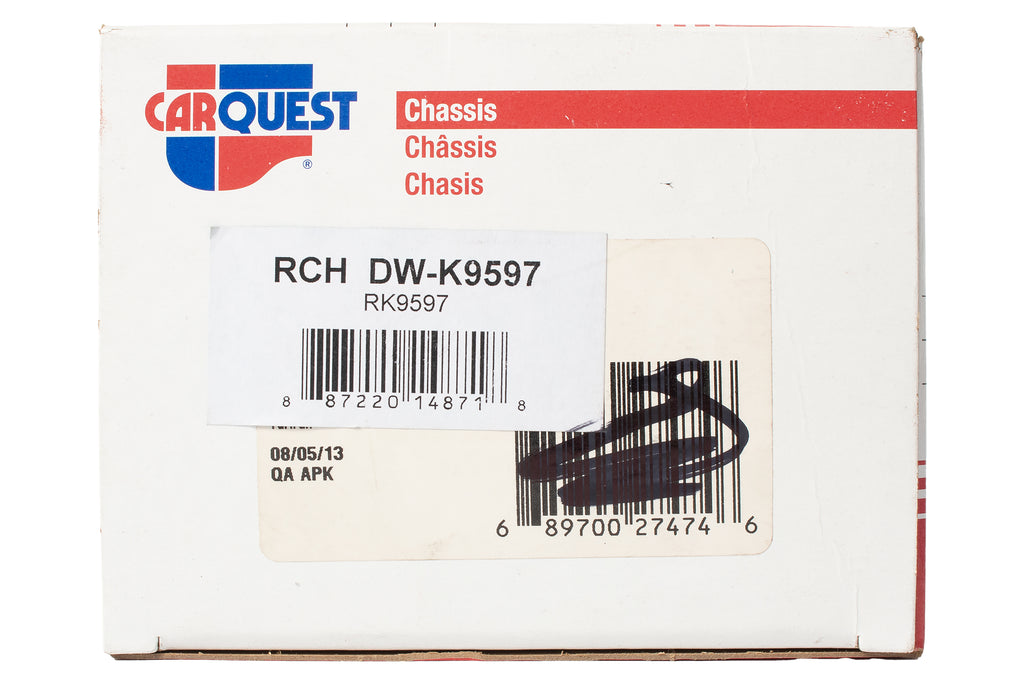 CARQUEST
®
Chassis
Châssis
Chasis
RCH DW-K9597
RK9597
8 87220 14871 8
08/05/13
QA APK
6 89700 27474 6